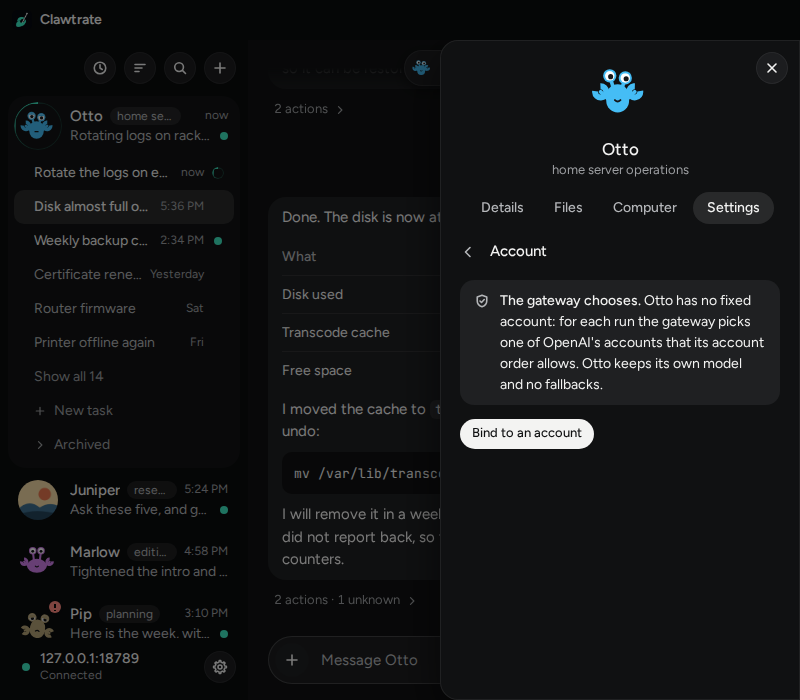 Clawtrate
Otto home se... now
Rotating logs on rack...
Rotate the logs on e... now
Disk almost full o... 5:36 PM
Weekly backup c... 2:34 PM
Certificate rene... Yesterday
Router firmware Sat
Printer offline again Fri
Show all 14
New task
Archived
Juniper rese... 5:24 PM
Ask these five, and g...
Marlow editi... 4:58 PM
Tightened the intro and ...
Pip planning 3:10 PM
Here is the week. wit...
127.0.0.1:18789
Connected
2 actions
Done. The disk is now at
What
Disk used
Transcode cache
Free space
I moved the cache to
undo:
mv /var/lib/transco
I will remove it in a week
did not report back, so
counters.
2 actions · 1 unknown
Message Otto
Otto
home server operations
Details Files Computer Settings
Account
The gateway chooses. Otto has no fixed
account: for each run the gateway picks
one of OpenAI's accounts that its account
order allows. Otto keeps its own model
and no fallbacks.
Bind to an account